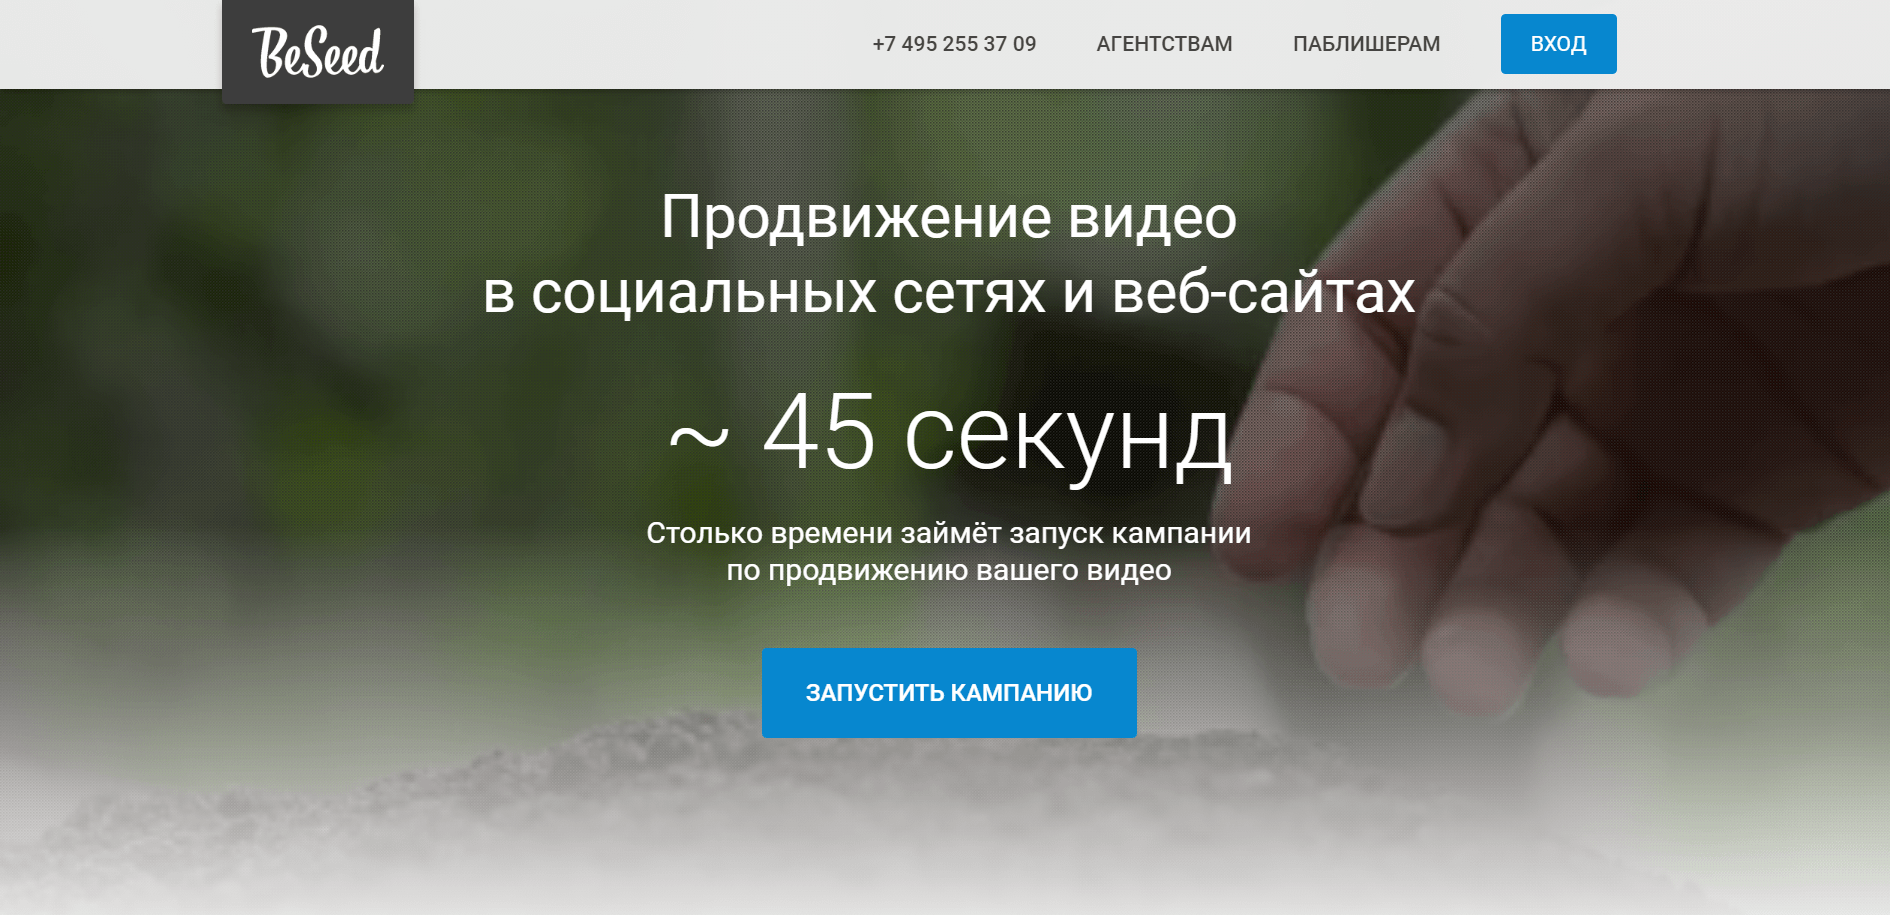 BeSeed
+7 495 255 37 09
АГЕНТСТВАМ
ПАБЛИШЕРАМ
ВХОД
Продвижение видео
в социальных сетях и веб-сайтах
~ 45 секунд
Столько времени займёт запуск кампании
по продвижению вашего видео
ЗАПУСТИТЬ КАМПАНИЮ